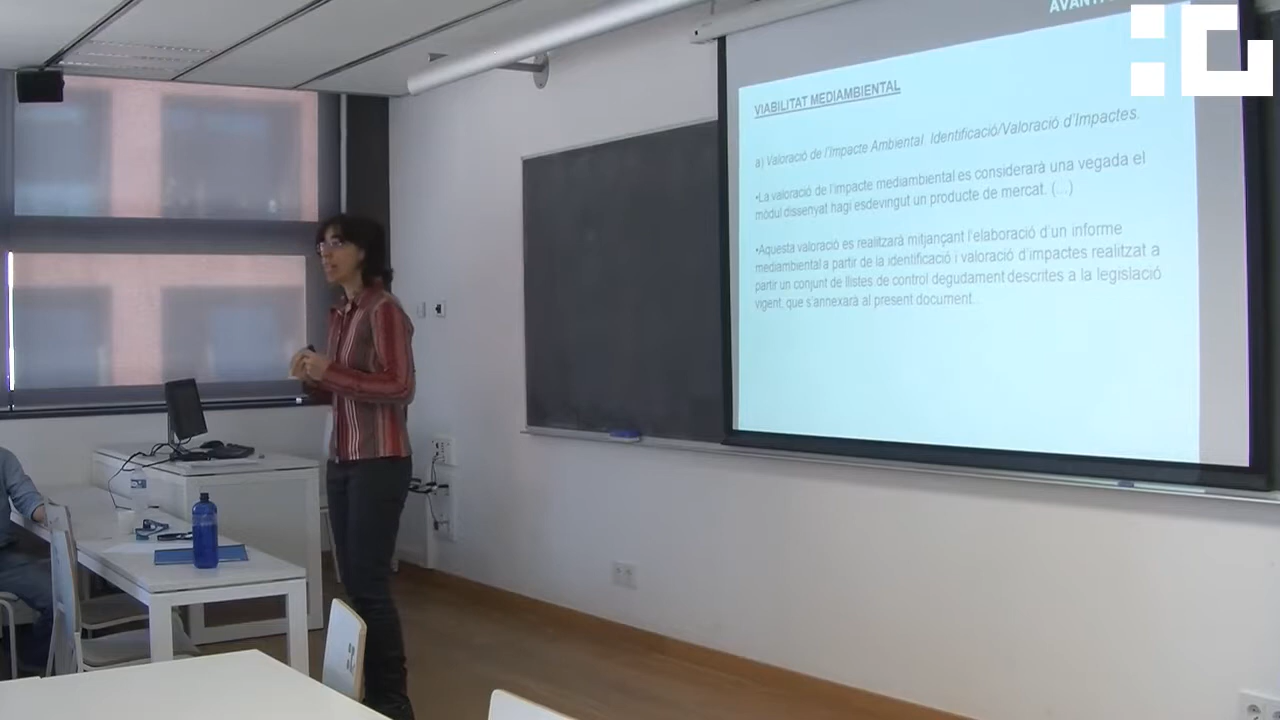 AVANT
VIABILITAT MEDIAMBIENTAL
a) Valoració de l'Impacte Ambiental. Identificació/Valoració d'Impactes.
•La valoració de l'impacte mediambiental es considerarà una vegada el
mòdul dissenyat hagi esdevingut un producte de mercat. (...)
•Aquesta valoració es realitzarà mitjançant l'elaboració d'un informe
mediambiental a partir de la identificació i valoració d'impactes realitzat a
partir un conjunt de llistes de control degudament descrites a la legislació
vigent, que s'annexarà al present document.